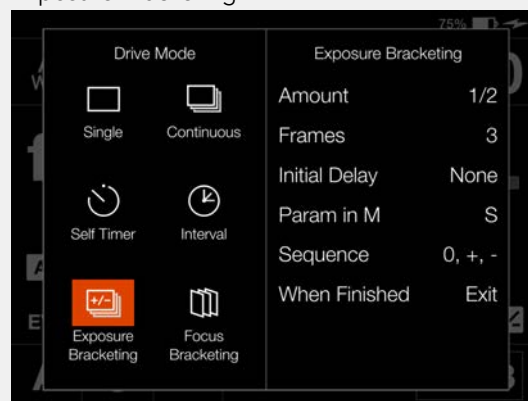 75%
Drive Mode
Single
Continuous
Self Timer
Interval
+/-
Exposure
Bracketing
Focus
Bracketing
Exposure Bracketing
Amount 1/2
Frames 3
Initial Delay None
Param in M S
Sequence 0, +, -
When Finished Exit